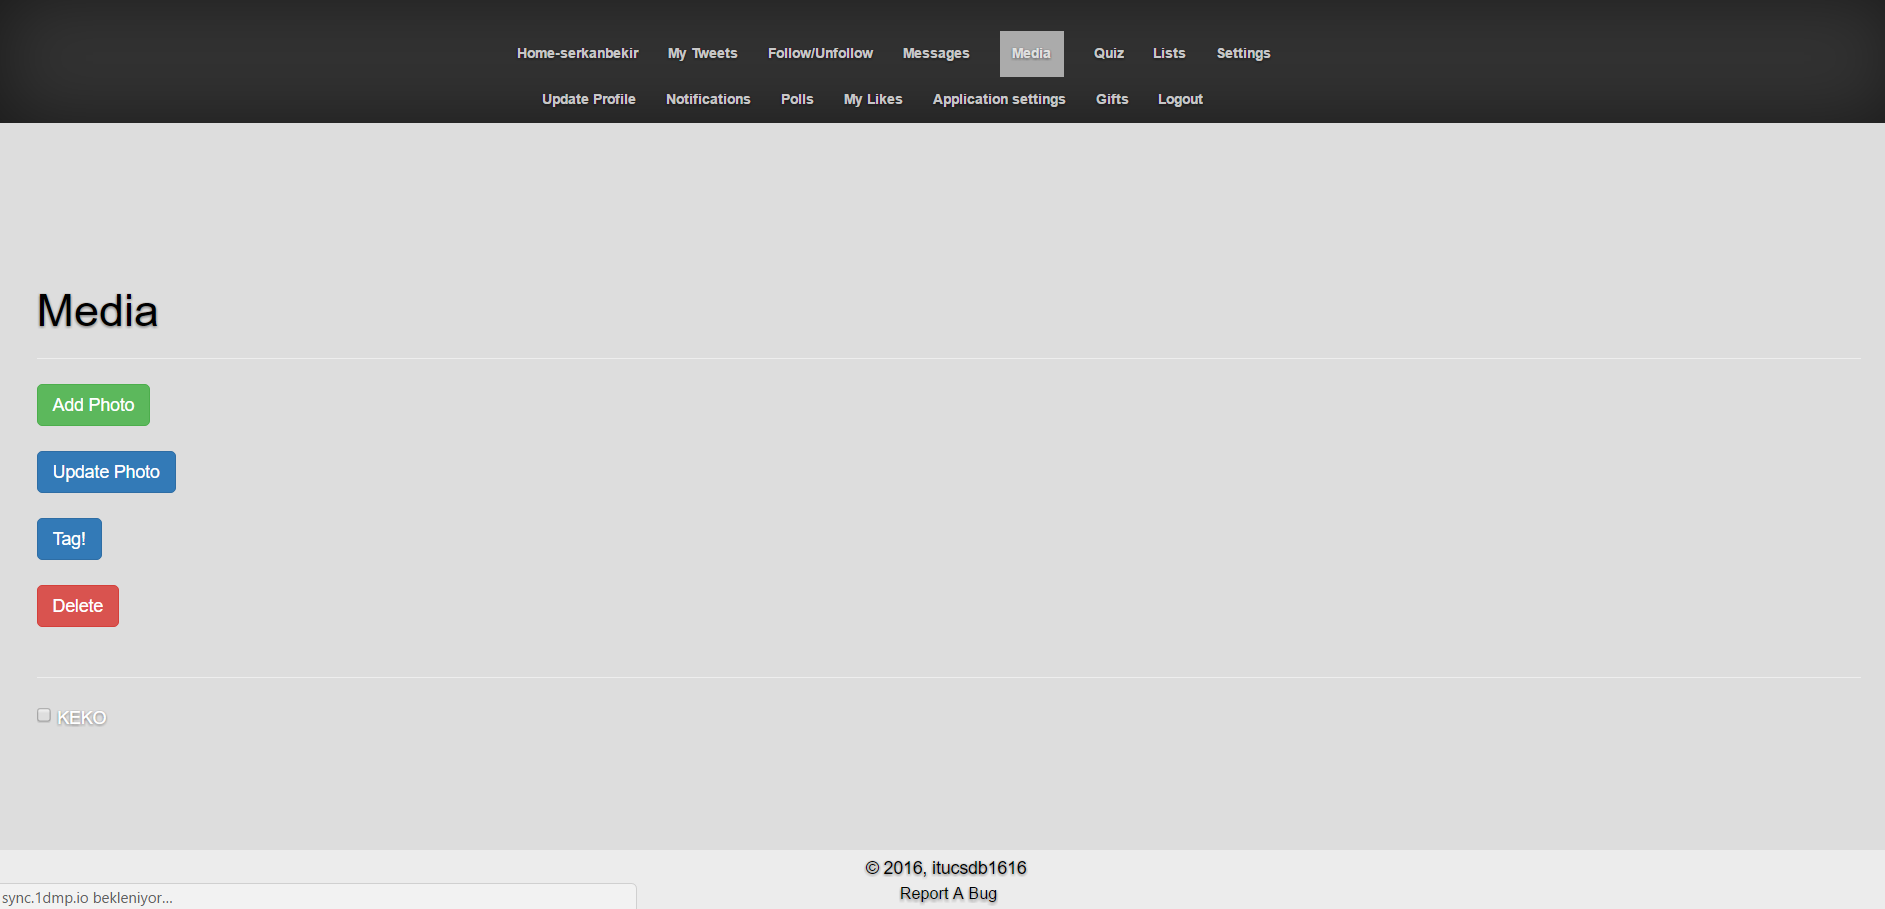 Home-serkanbekir My Tweets Follow/Unfollow Messages Media Quiz Lists Settings
Update Profile Notifications Polls My Likes Application settings Gifts Logout
Media
Add Photo
Update Photo
Tag!
Delete
KEKO
© 2016, itucsdb1616
Report A Bug
sync.1dmp.io bekleniyor...